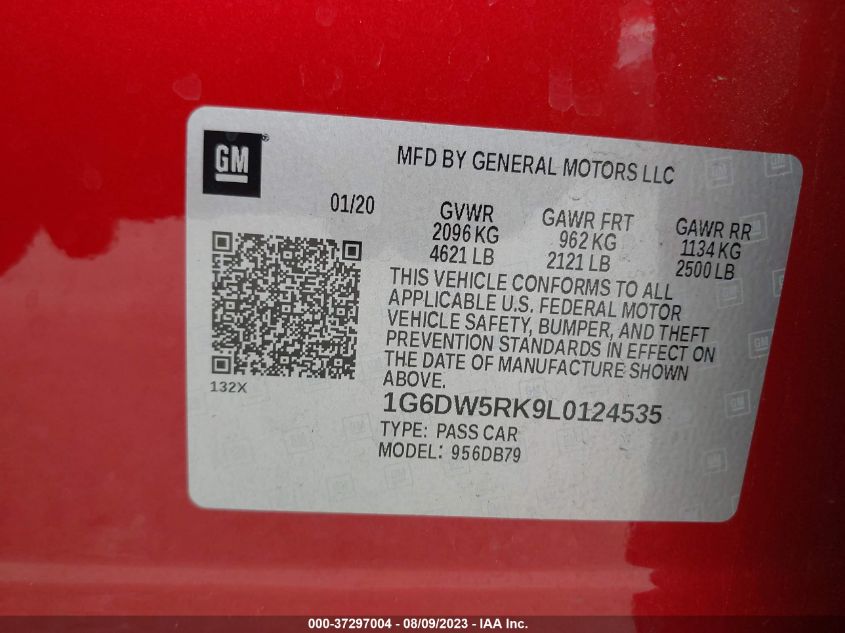 GM®
MFD BY GENERAL MOTORS LLC
01/20
GVWR
2096 KG
4621 LB
GAWR FRT
962 KG
2121 LB
GAWR RR
1134 KG
2500 LB
THIS VEHICLE CONFORMS TO ALL
APPLICABLE U.S. FEDERAL MOTOR
VEHICLE SAFETY, BUMPER, AND THEFT
PREVENTION STANDARDS IN EFFECT ON
THE DATE OF MANUFACTURE SHOWN
ABOVE.
132X
1G6DW5RK9L0124535
TYPE: PASS CAR
MODEL: 956DB79
000-37297004 - 08/09/2023 - IAA Inc.